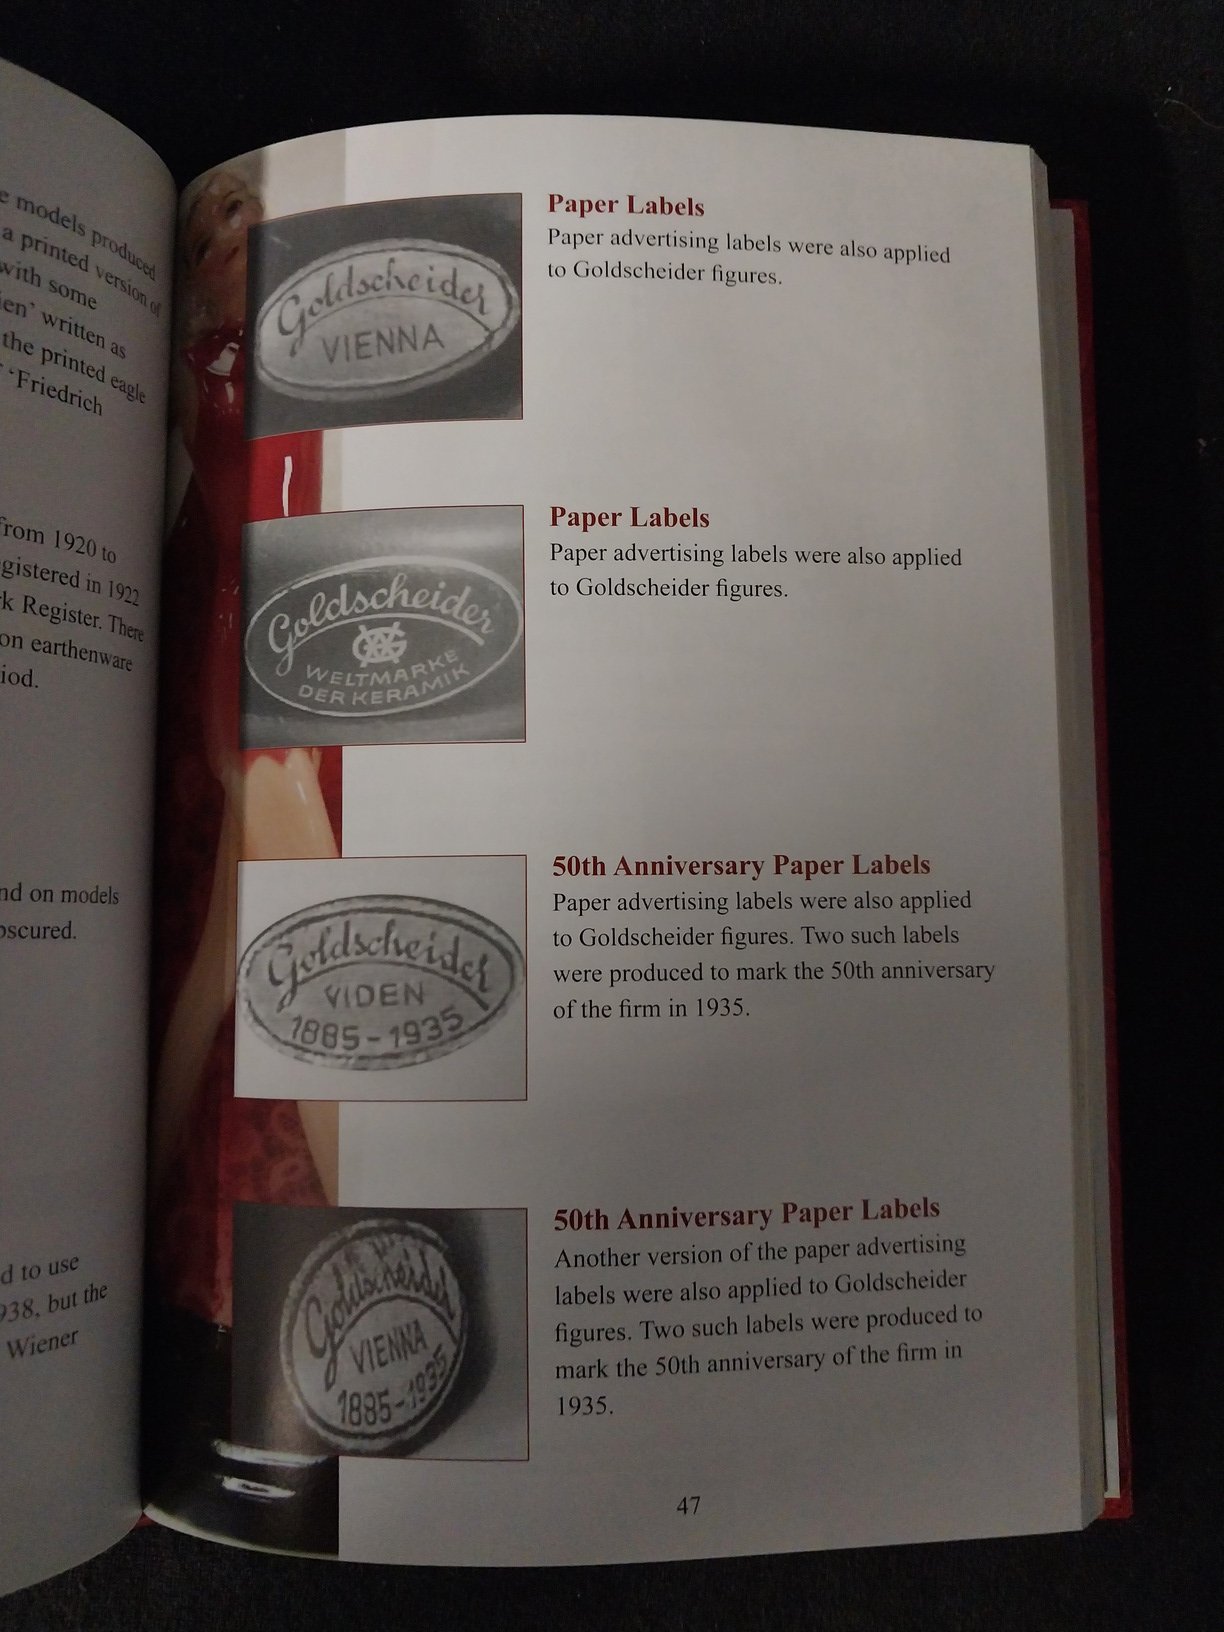 e models produced
a printed version of
with some
ien' written as
the printed eagle
'Friedrich
from 1920 to
gistered in 1922
rk Register. There
on earthenware
iod.
nd on models
bscured.
d to use
938, but the
Wiener
Goldscheider
VIENNA
Paper Labels
Paper advertising labels were also applied
to Goldscheider figures.
Goldscheider
WELTMARKE
DER KERAMIK
Paper Labels
Paper advertising labels were also applied
to Goldscheider figures.
Goldscheider
VIDEN
1885-1935
50th Anniversary Paper Labels
Paper advertising labels were also applied
to Goldscheider figures. Two such labels
were produced to mark the 50th anniversary
of the firm in 1935.
Goldscheider
VIENNA
1885-1935
50th Anniversary Paper Labels
Another version of the paper advertising
labels were also applied to Goldscheider
figures. Two such labels were produced to
mark the 50th anniversary of the firm in
1935.
47